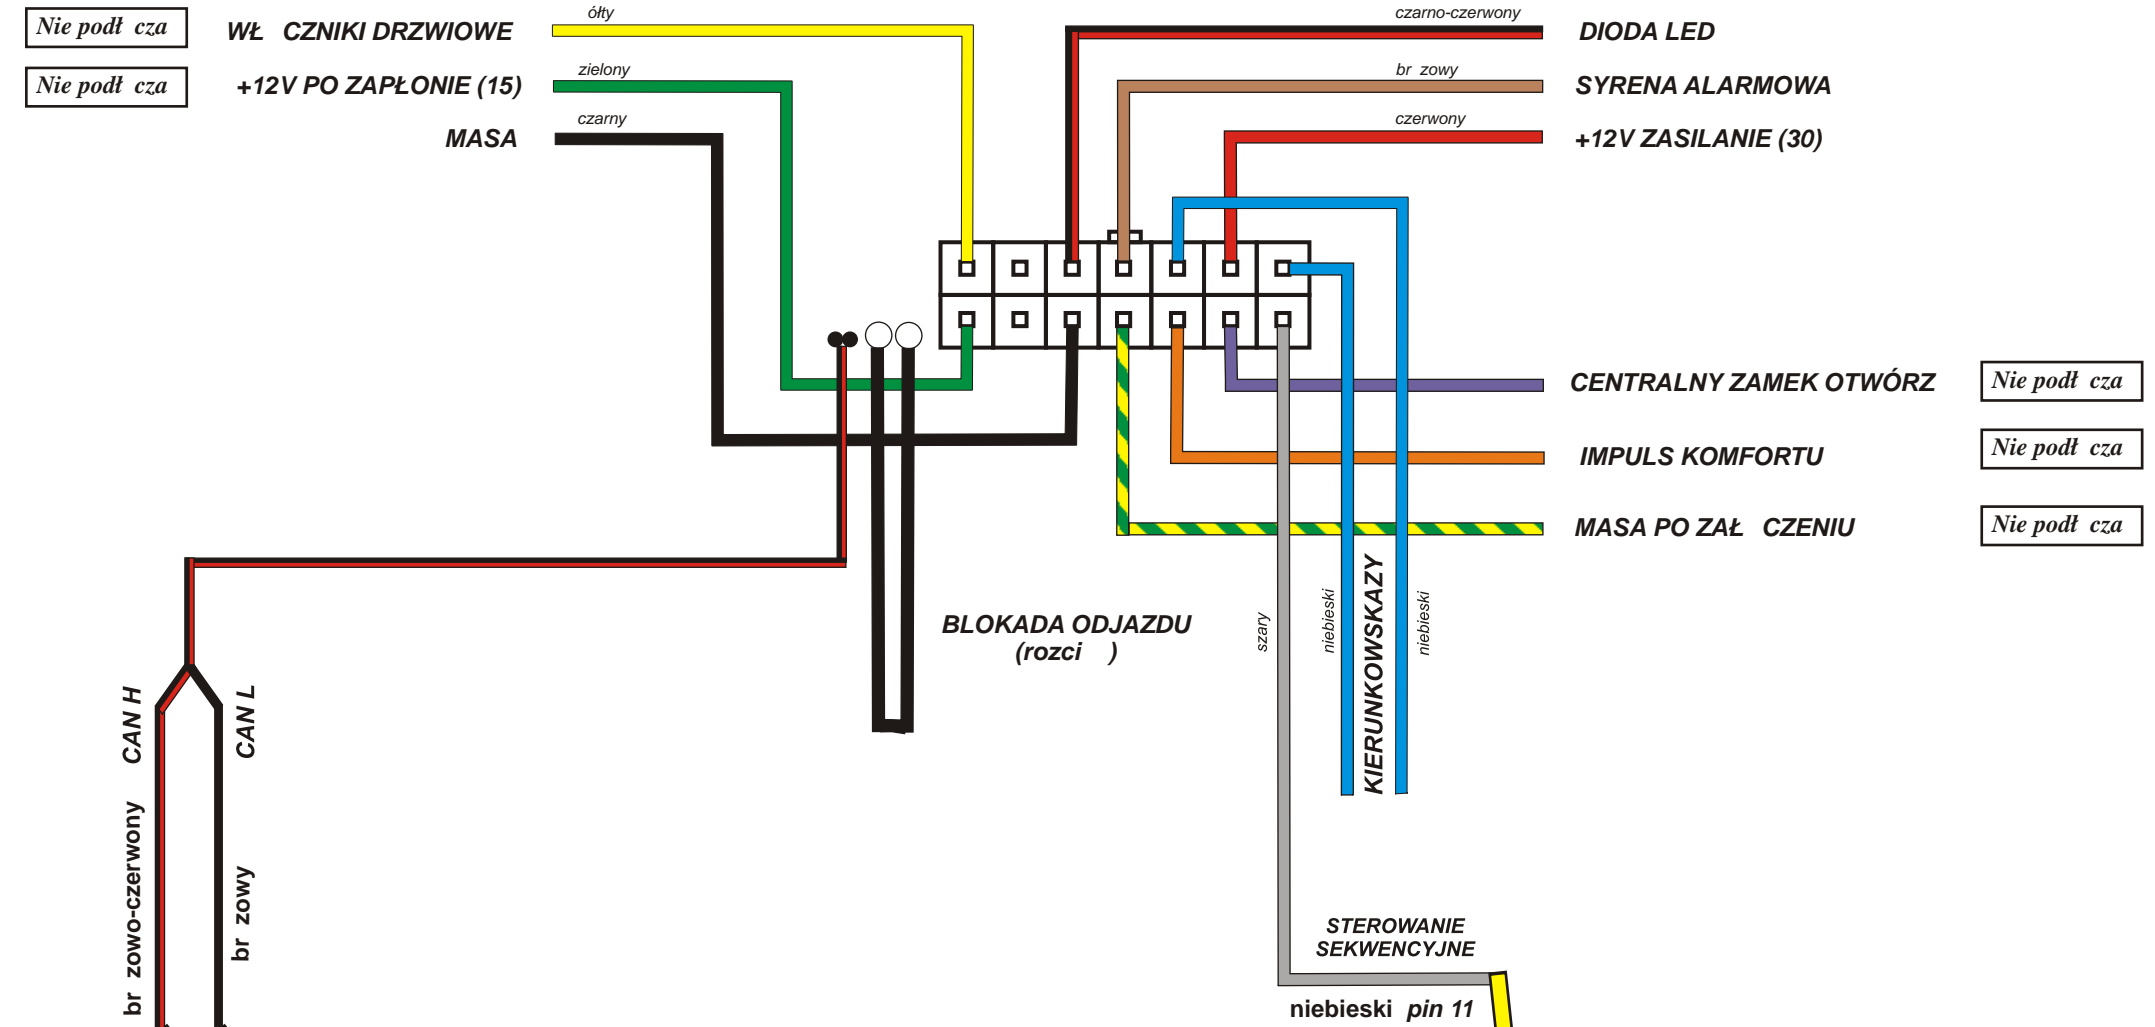 Nie podł cza
WŁ CZNIKI DRZWIOWE
ółty
czarno-czerwony
DIODA LED
Nie podł cza
+12V PO ZAPŁONIE (15)
zielony
br zowy
SYRENA ALARMOWA
MASA
czarny
czerwony
+12V ZASILANIE (30)
CENTRALNY ZAMEK OTWÓRZ
Nie podł cza
IMPULS KOMFORTU
Nie podł cza
MASA PO ZAŁ CZENIU
Nie podł cza
BLOKADA ODJAZDU
(rozci )
szary
niebieski
KIERUNKOWSKAZY
niebieski
CAN H
CAN L
br zowo-czerwony
br zowy
STEROWANIE
SEKWENCYJNE
niebieski pin 11